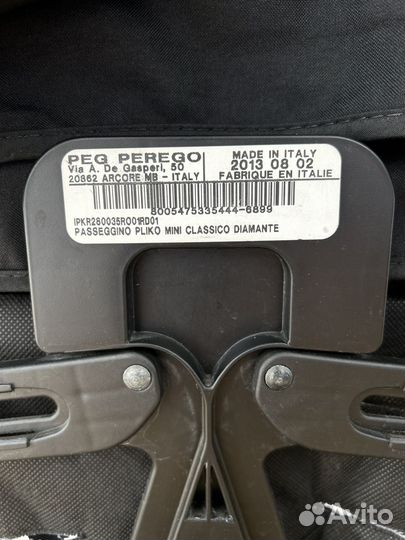 PEG PEREGO
Via A. De Gasperi, 50
20862 ARCORE MB - ITALY
MADE IN ITALY
2013 08 02
FABRIQUE EN ITALIE
8005475335444-6899
IPKR280035RO01RD01
PASSEGGINO PLIKO MINI CLASSICO DIAMANTE
Avito